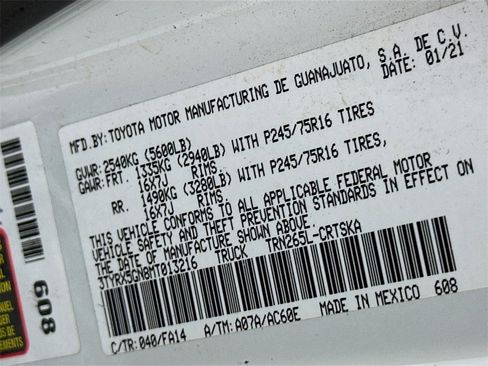 MFD.BY:TOYOTA MOTOR MANUFACTURING DE GUANAJUATO, S.A. DE C.V.
DATE: 01/21
GVWR:2540KG (5600LB)
GAWR:FRT. 1335KG (2940LB) WITH P245/75R16 TIRES
16X7J RIMS,
RR. 1490KG (3280LB) WITH P245/75R16 TIRES,
16X7J RIMS.
THIS VEHICLE CONFORMS TO ALL APPLICABLE FEDERAL MOTOR
VEHICLE SAFETY AND THEFT PREVENTION STANDARDS IN EFFECT ON
THE DATE OF MANUFACTURE SHOWN ABOVE.
3TYRX5GN8MT013216 TRUCK TRN265L-CRTSKA
C/TR: 040/FA14 A/TM: A07A/AC60E MADE IN MEXICO 608
608